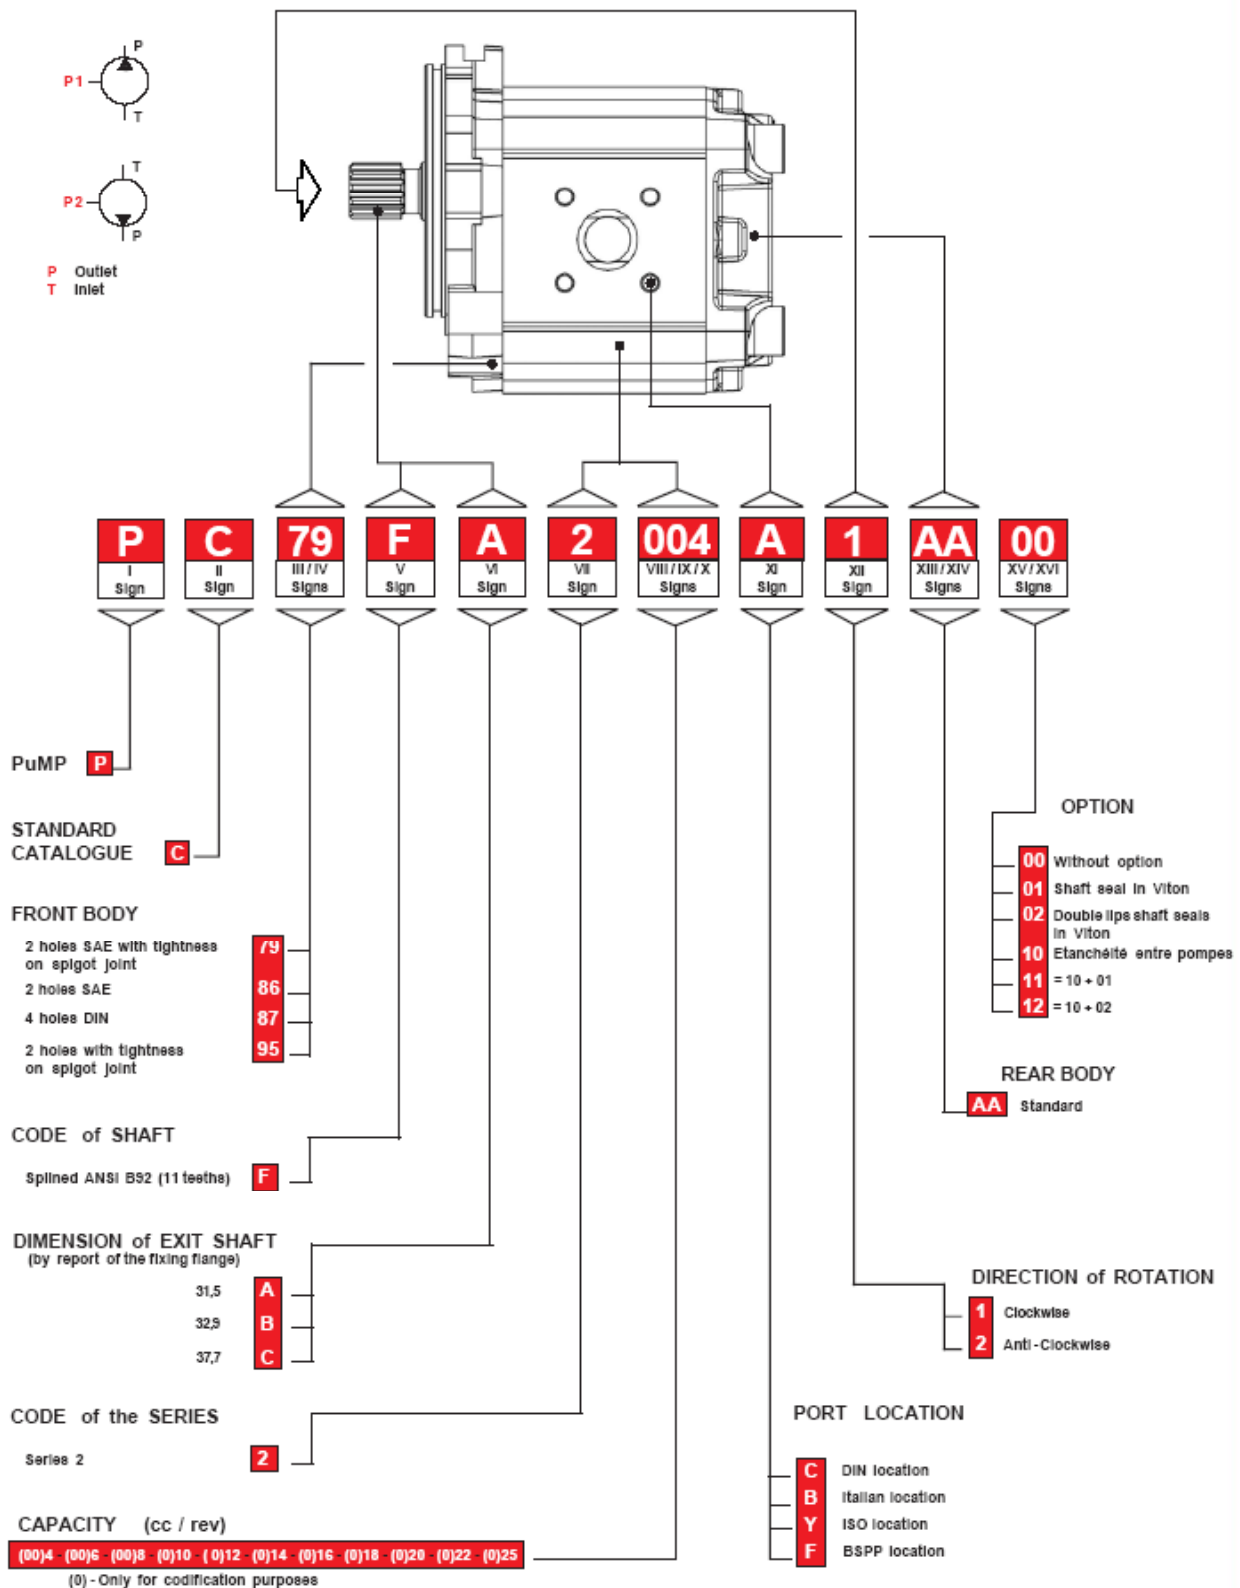 P
P1
T
T
P2
P
P Outlet
T Inlet
P C 79 F A 2 004 A 1 AA 00
I II III / IV V VI VII VIII / IX / X XI XII XIII / XIV XV / XVI
Sign Sign Signs Sign Sign Sign Signs Sign Sign Signs Signs
PuMP P
STANDARD
CATALOGUE C
FRONT BODY
2 holes SAE with tightness 79
on spigot joint
2 holes SAE 86
4 holes DIN 87
2 holes with tightness 95
on spigot joint
CODE of SHAFT
Splined ANSI B92 (11 teeths) F
DIMENSION of EXIT SHAFT
(by report of the fixing flange)
31,5 A
32,9 B
37,7 C
CODE of the SERIES
Series 2 2
CAPACITY (cc / rev)
(00)4 - (00)6 - (00)8 - (0)10 - ( 0)12 - (0)14 - (0)16 - (0)18 - (0)20 - (0)22 - (0)25
(0) - Only for codification purposes
OPTION
00 Without option
01 Shaft seal in Viton
02 Double lips shaft seals
in Viton
10 Etanchéité entre pompes
11 = 10 + 01
12 = 10 + 02
REAR BODY
AA Standard
DIRECTION of ROTATION
1 Clockwise
2 Anti-Clockwise
PORT LOCATION
C DIN location
B Italian location
Y ISO location
F BSPP location